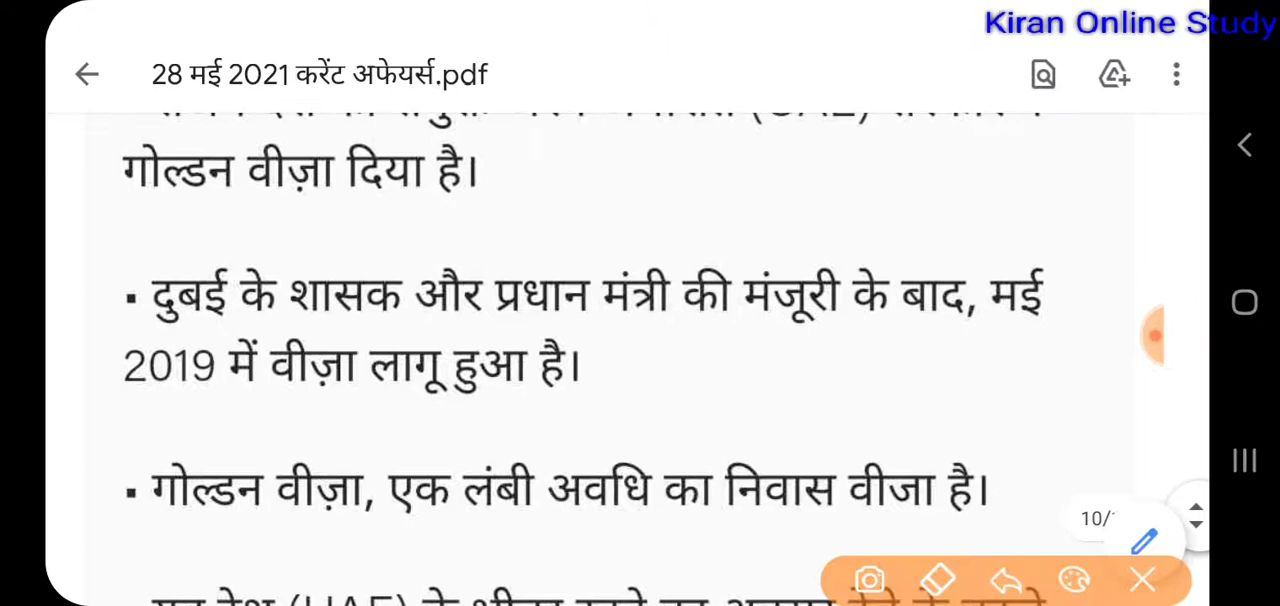 Kiran Online Study
28 मई 2021 करेंट अफेयर्स.pdf
गोल्डन वीज़ा दिया है।
▪ दुबई के शासक और प्रधान मंत्री की मंजूरी के बाद, मई
2019 में वीज़ा लागू हुआ है।
▪ गोल्डन वीज़ा, एक लंबी अवधि का निवास वीजा है।
10/